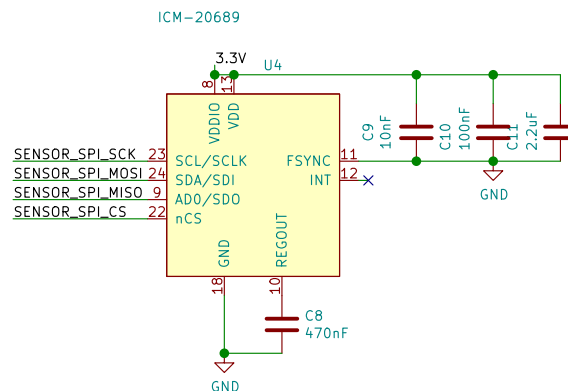 ICM-20689
3.3V
U4
8
13
VDDIO
VDD
C9
10nF
C10
100nF
C11
2.2uF
SENSOR_SPI_SCK
23
SCL/SCLK
FSYNC
11
SENSOR_SPI_MOSI
24
SDA/SDI
INT
12
SENSOR_SPI_MISO
9
AD0/SDO
SENSOR_SPI_CS
22
nCS
GND
GND
REGOUT
18
10
C8
470nF
GND